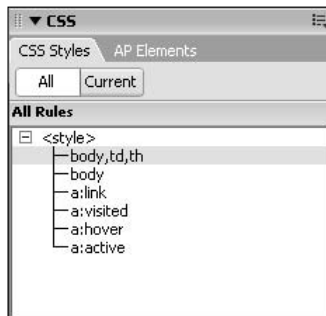 CSS
CSS Styles AP Elements
All Current
All Rules
<style>
body,td,th
body
a:link
a:visited
a:hover
a:active